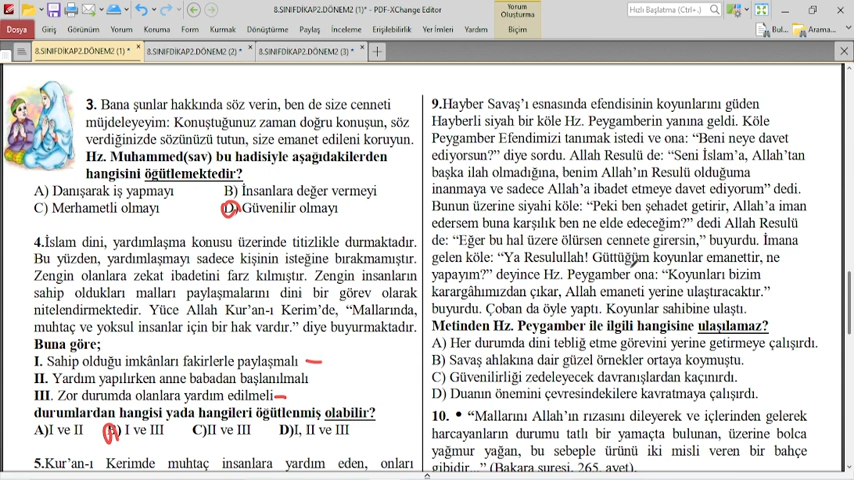 8.SINIFDİKAP2.DÖNEM2 (1)* * - PDF-XChange Editor
Yorum
Oluşturma
Hızlı Başlatma (Ctrl+.)
Dosya
Giriş
Görünüm
Düzenleme
Yorum
Koruma
Form
Kurmak
Dönüştürme
Paylaş
İnceleme
Erişilebilirlik
Yer İmleri
Yardım
Biçim
Bul...
Arama...
8.SINIFDİKAP2.DÖNEM2 (1) *
8.SINIFDİKAP2.DÖNEM2 (2) *
8.SINIFDİKAP2.DÖNEM2 (3) *
3. Bana şunlar hakkında söz verin, ben de size cenneti
müjdeleyeyim: Konuştuğunuz zaman doğru konuşun, söz
verdiğinizde sözünüzü tutun, size emanet edileni koruyun.
Hz. Muhammed(sav) bu hadisiyle aşağıdakilerden
hangisini öğütlemektedir?
A) Danışarak iş yapmayı B) İnsanlara değer vermeyi
C) Merhametli olmayı D) Güvenilir olmayı
4.İslam dini, yardımlaşma konusu üzerinde titizlikle durmaktadır.
Bu yüzden, yardımlaşmayı sadece kişinin isteğine bırakmamıştır.
Zengin olanlara zekat ibadetini farz kılmıştır. Zengin insanların
sahip oldukları malları paylaşmalarını dini bir görev olarak
nitelendirmektedir. Yüce Allah Kur'an-ı Kerim'de, “Mallarında,
muhtaç ve yoksul insanlar için bir hak vardır.” diye buyurmaktadır.
Buna göre;
I. Sahip olduğu imkânları fakirlerle paylaşmalı
II. Yardım yapılırken anne babadan başlanılmalı
III. Zor durumda olanlara yardım edilmeli
durumlardan hangisi yada hangileri öğütlenmiş olabilir?
A)I ve II B) I ve III C)II ve III D)I, II ve III
5.Kur'an-ı Kerimde muhtaç insanlara yardım eden, onları
9.Hayber Savaş'ı esnasında efendisinin koyunlarını güden
Hayberli siyah bir köle Hz. Peygamberin yanına geldi. Köle
Peygamber Efendimizi tanımak istedi ve ona: “Beni neye davet
ediyorsun?” diye sordu. Allah Resulü de: “Seni İslam'a, Allah'tan
başka ilah olmadığına, benim Allah'ın Resulü olduğuma
inanmaya ve sadece Allah'a ibadet etmeye davet ediyorum” dedi.
Bunun üzerine siyahi köle: “Peki ben şehadet getirir, Allah'a iman
edersem buna karşılık ben ne elde edeceğim?” dedi Allah Resulü
de: “Eğer bu hal üzere ölürsen cennete girersin,” buyurdu. İmana
gelen köle: “Ya Resulullah! Güttüğüm koyunlar emanettir, ne
yapayım?” deyince Hz. Peygamber ona: “Koyunları bizim
karargâhımızdan çıkar, Allah emaneti yerine ulaştıracaktır.”
buyurdu. Çoban da öyle yaptı. Koyunlar sahibine ulaştı.
Metinden Hz. Peygamber ile ilgili hangisine ulaşılamaz?
A) Her durumda dini tebliğ etme görevini yerine getirmeye çalışırdı.
B) Savaş ahlakına dair güzel örnekler ortaya koymuştu.
C) Güvenilirliği zedeleyecek davranışlardan kaçınırdı.
D) Duanın önemini çevresindekilere kavratmaya çalışırdı.
10. • “Mallarını Allah'ın rızasını dileyerek ve içlerinden gelerek
harcayanların durumu tatlı bir yamaçta bulunan, üzerine bolca
yağmur yağan, bu sebeple ürünü iki misli veren bir bahçe
gibidir...” (Bakara suresi, 265. ayet).